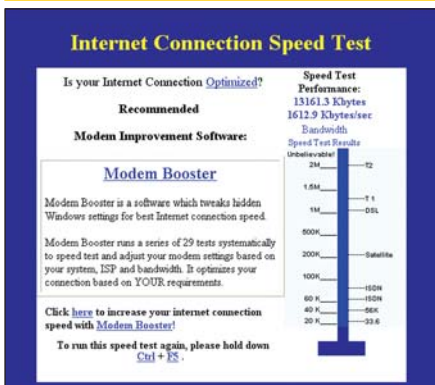 Internet Connection Speed Test
Is your Internet Connection Optimized?
Recommended
Modem Improvement Software:
Modem Booster
Modem Booster is a software which tweaks hidden
Windows settings for best Internet connection speed.
Modem Booster runs a series of 29 tests systematically
to speed test and adjust your modem settings based on
your system, ISP and bandwidth. It optimizes your
connection based on YOUR requirements.
Click here to increase your internet connection
speed with Modem Booster!
To run this speed test again, please hold down
Ctrl + F5 .
Speed Test
Performance:
13161.3 Kbytes
1612.9 Kbytes/sec
Bandwidth
Speed Test Results
Unbelievable!
2M T2
1.5M
T 1
1M DSL
500K
200K Satellite
100K
ISDN
60 K ISDN
40 K 56K
20 K 33.6